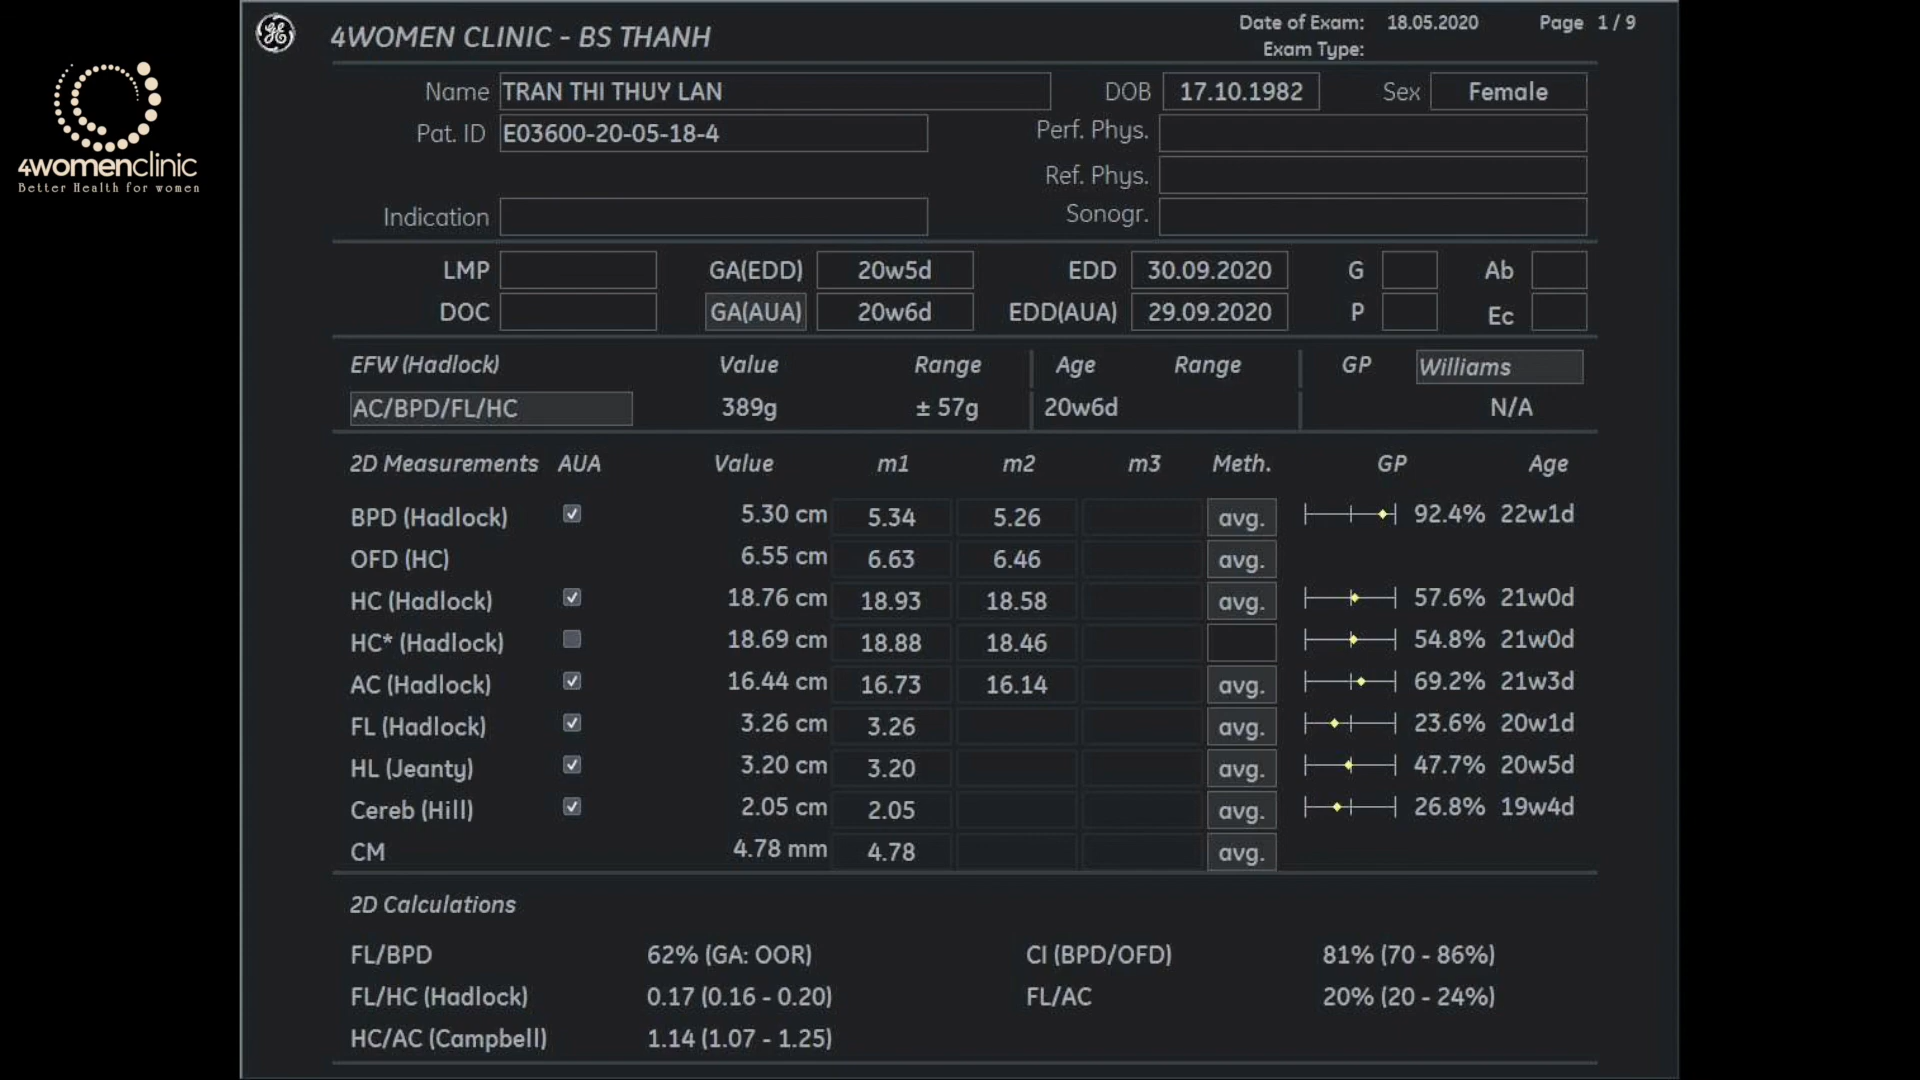 4womenclinic
Better Health for women
4WOMEN CLINIC - BS THANH
Date of Exam: 18.05.2020 Page 1 / 9
Exam Type:
Name TRAN THI THUY LAN DOB 17.10.1982 Sex Female
Pat. ID E03600-20-05-18-4 Perf. Phys.
Ref. Phys.
Indication Sonogr.
LMP GA(EDD) 20w5d EDD 30.09.2020 G Ab
DOC GA(AUA) 20w6d EDD(AUA) 29.09.2020 P Ec
EFW (Hadlock) Value Range Age Range GP Williams
AC/BPD/FL/HC 389g ± 57g 20w6d N/A
2D Measurements AUA Value m1 m2 m3 Meth. GP Age
BPD (Hadlock) 5.30 cm 5.34 5.26 avg. 92.4% 22w1d
OFD (HC) 6.55 cm 6.63 6.46 avg.
HC (Hadlock) 18.76 cm 18.93 18.58 avg. 57.6% 21w0d
HC* (Hadlock) 18.69 cm 18.88 18.46 54.8% 21w0d
AC (Hadlock) 16.44 cm 16.73 16.14 avg. 69.2% 21w3d
FL (Hadlock) 3.26 cm 3.26 avg. 23.6% 20w1d
HL (Jeanty) 3.20 cm 3.20 avg. 47.7% 20w5d
Cereb (Hill) 2.05 cm 2.05 avg. 26.8% 19w4d
CM 4.78 mm 4.78 avg.
2D Calculations
FL/BPD 62% (GA: OOR) CI (BPD/OFD) 81% (70 - 86%)
FL/HC (Hadlock) 0.17 (0.16 - 0.20) FL/AC 20% (20 - 24%)
HC/AC (Campbell) 1.14 (1.07 - 1.25)